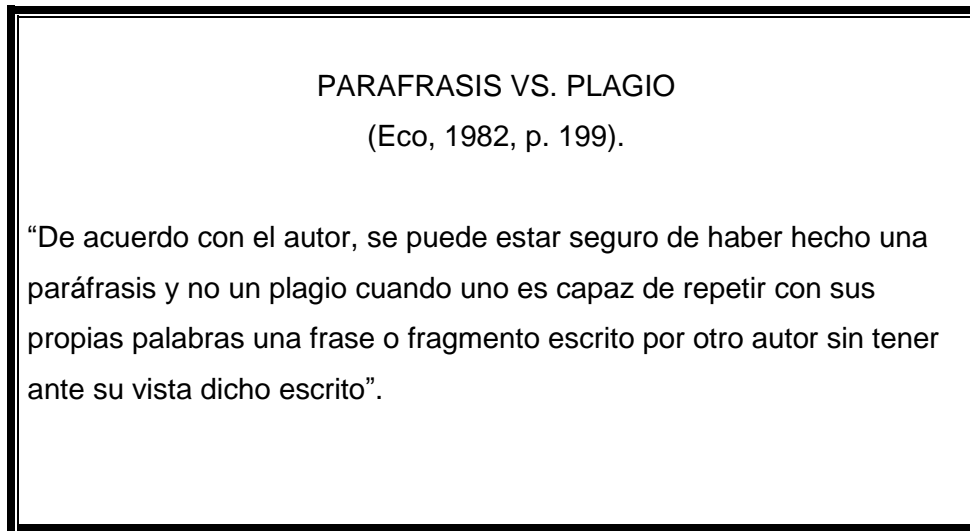 PARAFRASIS VS. PLAGIO
(Eco, 1982, p. 199).
“De acuerdo con el autor, se puede estar seguro de haber hecho una
paráfrasis y no un plagio cuando uno es capaz de repetir con sus
propias palabras una frase o fragmento escrito por otro autor sin tener
ante su vista dicho escrito”.